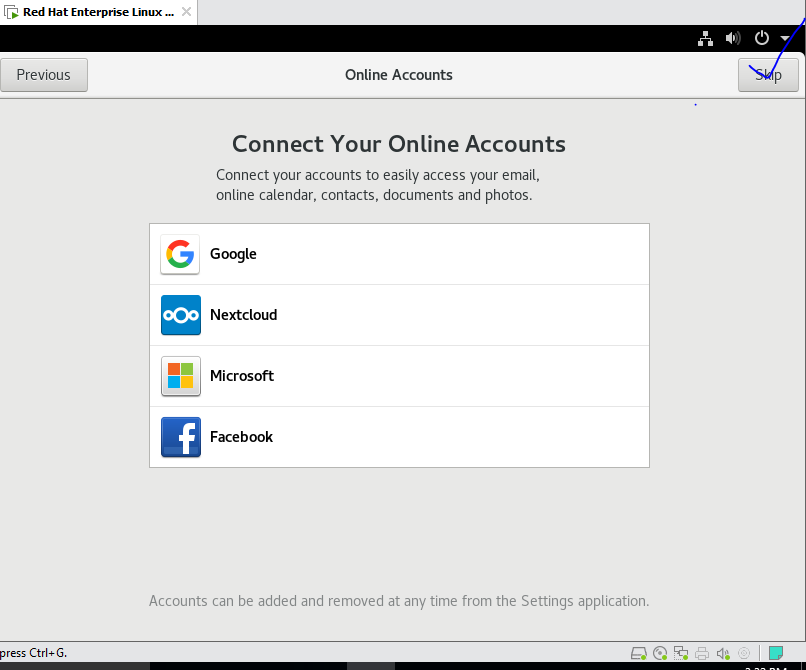 Red Hat Enterprise Linux ...
Previous
Online Accounts
Skip
Connect Your Online Accounts
Connect your accounts to easily access your email,
online calendar, contacts, documents and photos.
Google
Nextcloud
Microsoft
Facebook
Accounts can be added and removed at any time from the Settings application.
press Ctrl+G.